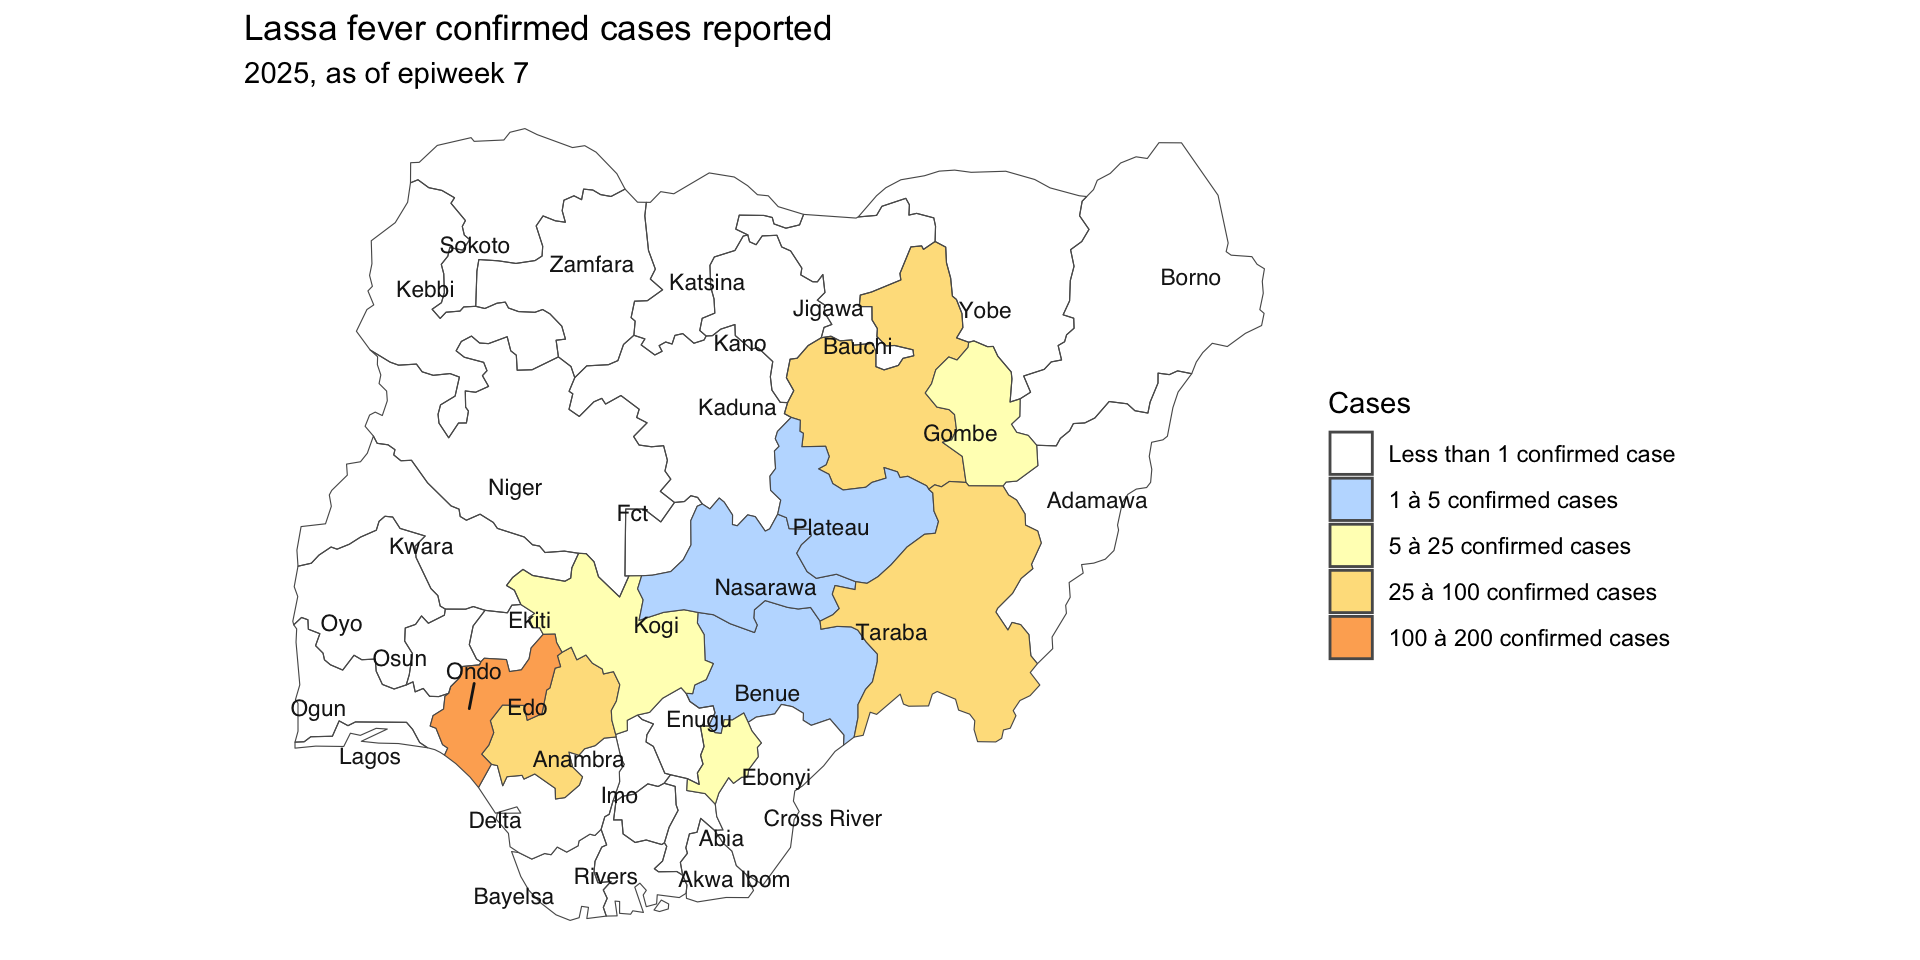 Lassa fever confirmed cases reported
2025, as of epiweek 7
Sokoto
Zamfara
Kebbi
Katsina
Borno
Jigawa
Yobe
Kano
Bauchi
Kaduna
Gombe
Niger
Adamawa
Fct
Plateau
Kwara
Nasarawa
Oyo
Ekiti
Kogi
Taraba
Osun
Ondo
Benue
Ogun
Edo
Enugu
Lagos
Anambra
Ebonyi
Imo
Delta
Cross River
Abia
Rivers
Akwa Ibom
Bayelsa
Cases
Less than 1 confirmed case
1 à 5 confirmed cases
5 à 25 confirmed cases
25 à 100 confirmed cases
100 à 200 confirmed cases